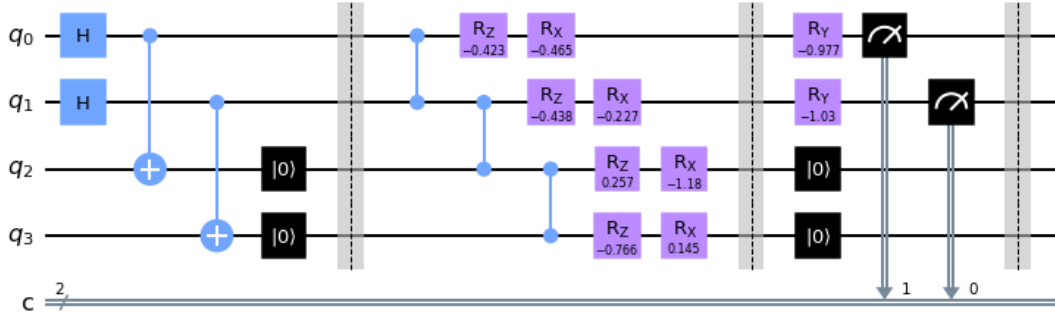 q0 H RZ −0.423 RX −0.465 RY −0.977
q1 H RZ −0.438 RX −0.227 RY −1.03
q2 |0⟩ RZ 0.257 RX −1.18 |0⟩
q3 |0⟩ RZ −0.766 RX 0.145 |0⟩
c 2 1 0